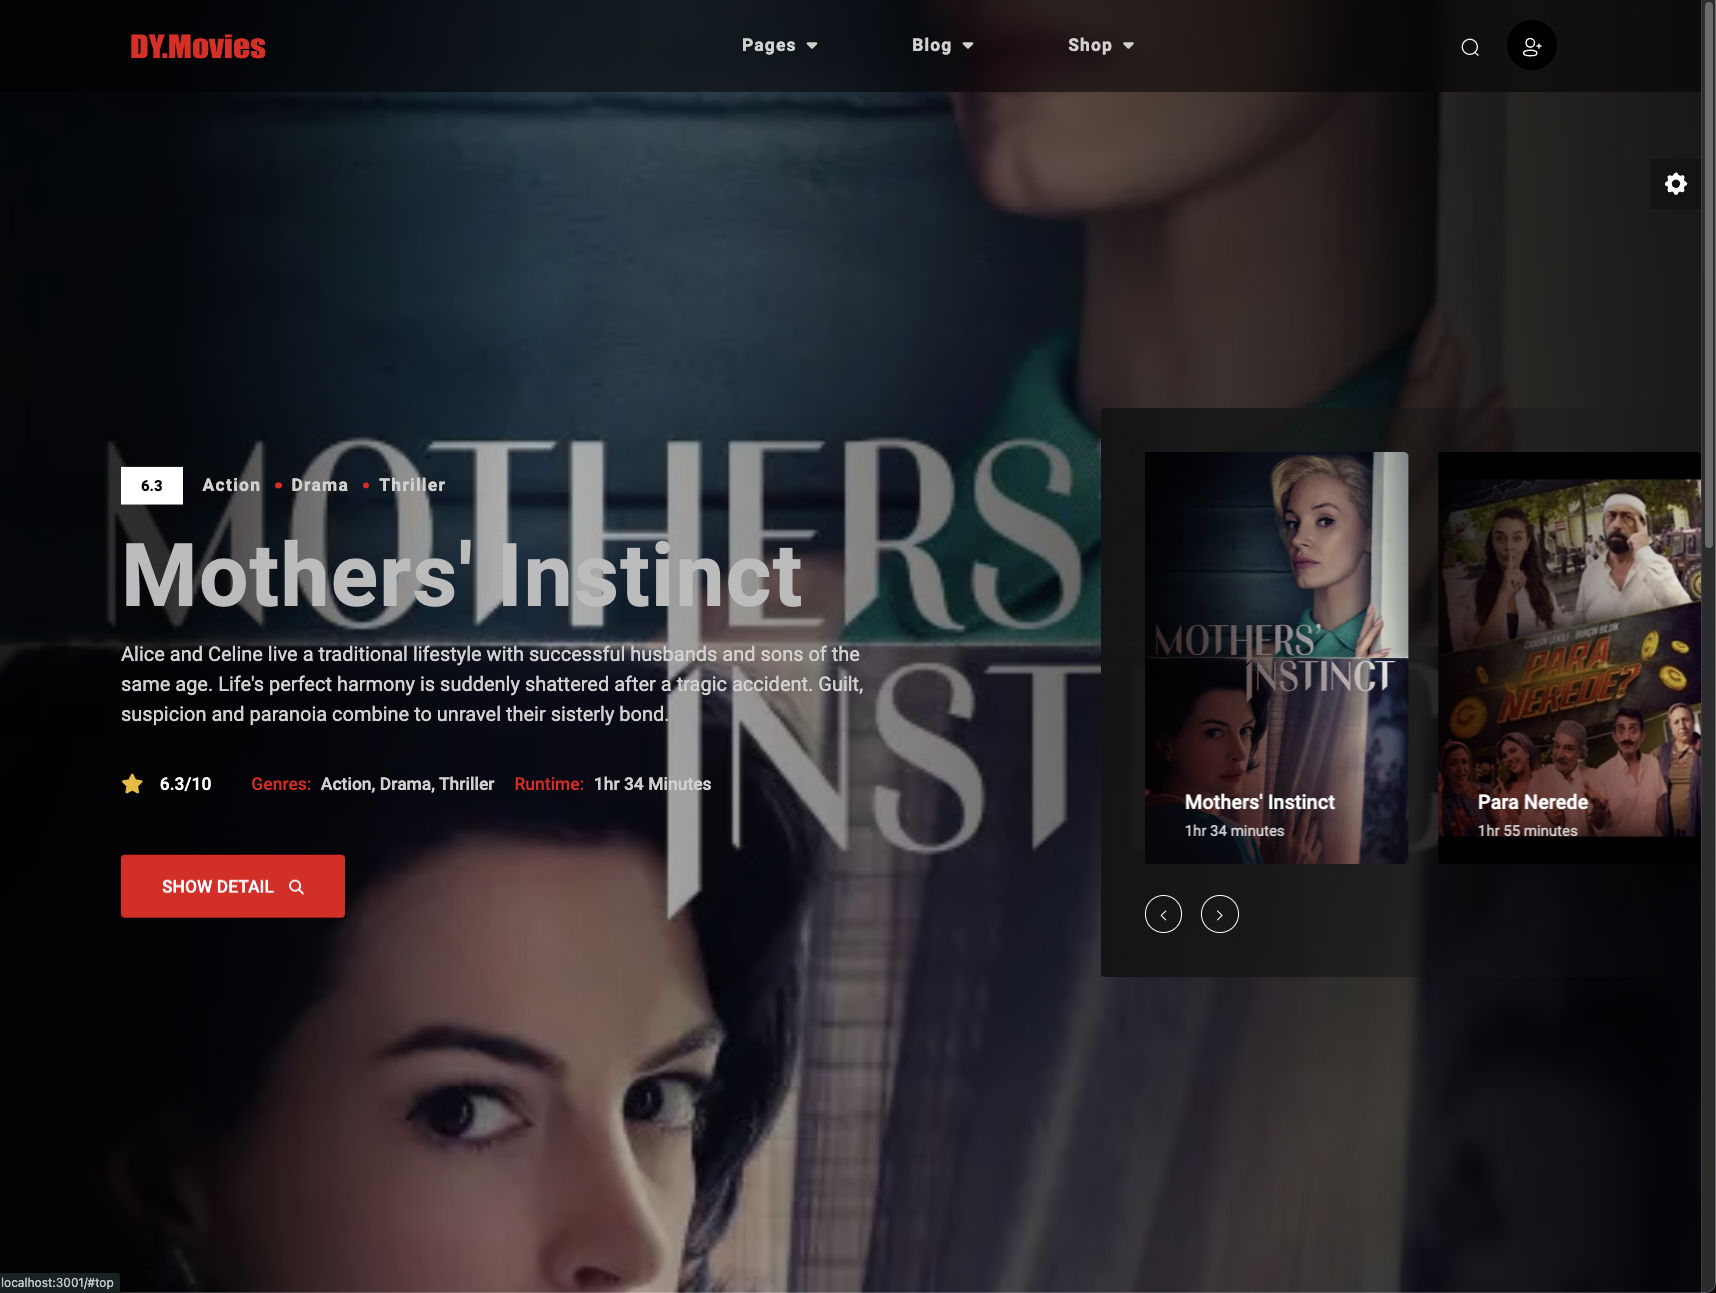 DY.Movies
Pages
Blog
Shop
MOTHERS'
INST
6.3
Action • Drama • Thriller
Mothers' Instinct
Alice and Celine live a traditional lifestyle with successful husbands and sons of the
same age. Life's perfect harmony is suddenly shattered after a tragic accident. Guilt,
suspicion and paranoia combine to unravel their sisterly bond.
6.3/10
Genres: Action, Drama, Thriller Runtime: 1hr 34 Minutes
SHOW DETAIL
MOTHERS'
INSTINCT
Mothers' Instinct
1hr 34 minutes
PARA
NEREDE?
Para Nerede
1hr 55 minutes
localhost:3001/#top